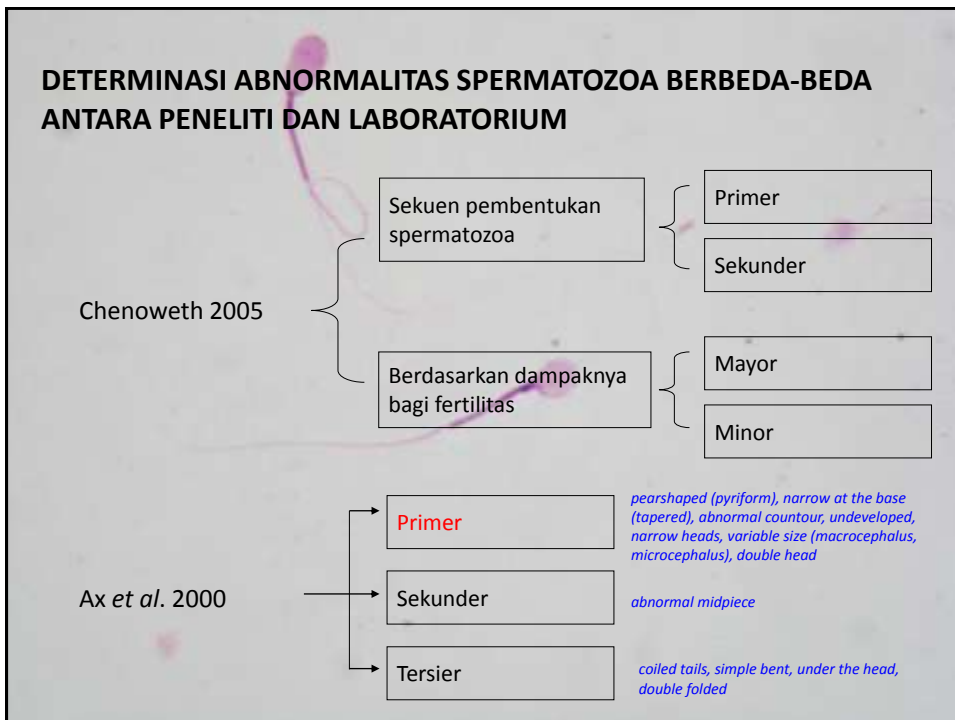 DETERMINASI ABNORMALITAS SPERMATOZOA BERBEDA-BEDA
ANTARA PENELITI DAN LABORATORIUM
Chenoweth 2005
Sekuen pembentukan
spermatozoa
Primer
Sekunder
Berdasarkan dampaknya
bagi fertilitas
Mayor
Minor
Ax et al. 2000
Primer
pearshaped (pyriform), narrow at the base
(tapered), abnormal countour, undeveloped,
narrow heads, variable size (macrocephalus,
microcephalus), double head
Sekunder
abnormal midpiece
Tersier
coiled tails, simple bent, under the head,
double folded